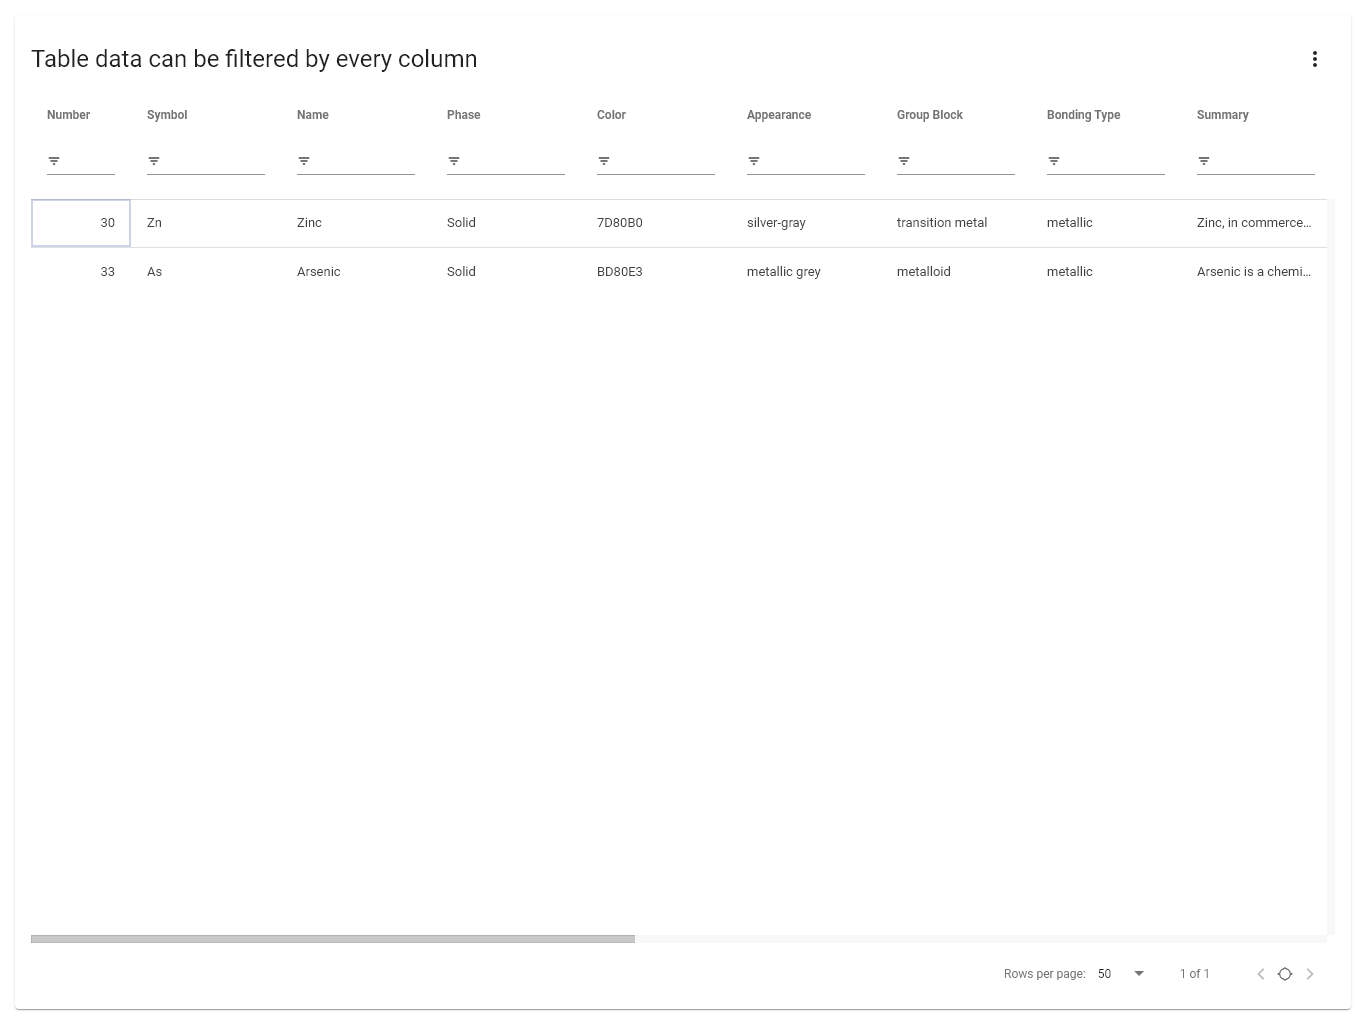 Table data can be filtered by every column
Number Symbol Name Phase Color Appearance Group Block Bonding Type Summary
30 Zn Zinc Solid 7D80B0 silver-gray transition metal metallic Zinc, in commerce...
33 As Arsenic Solid BD80E3 metallic grey metalloid metallic Arsenic is a chemi...
Rows per page: 50 1 of 1